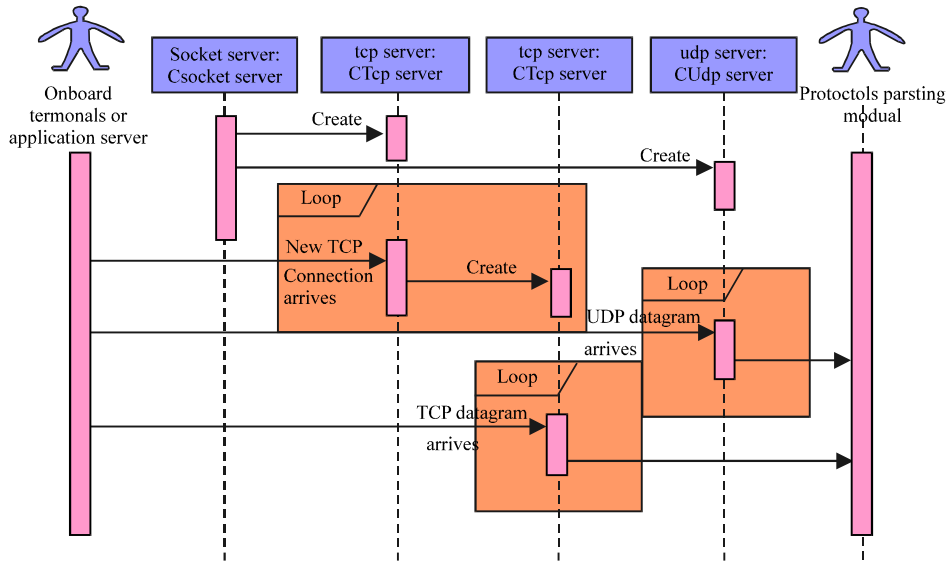 Socket server:
Csocket server
tcp server:
CTcp server
tcp server:
CTcp server
udp server:
CUdp server
Onboard
termonals or
application server
Protoctols parsting
modual
Create
Create
Loop
New TCP
Connection
arrives
Create
Loop
UDP datagram
arrives
Loop
TCP datagram
arrives